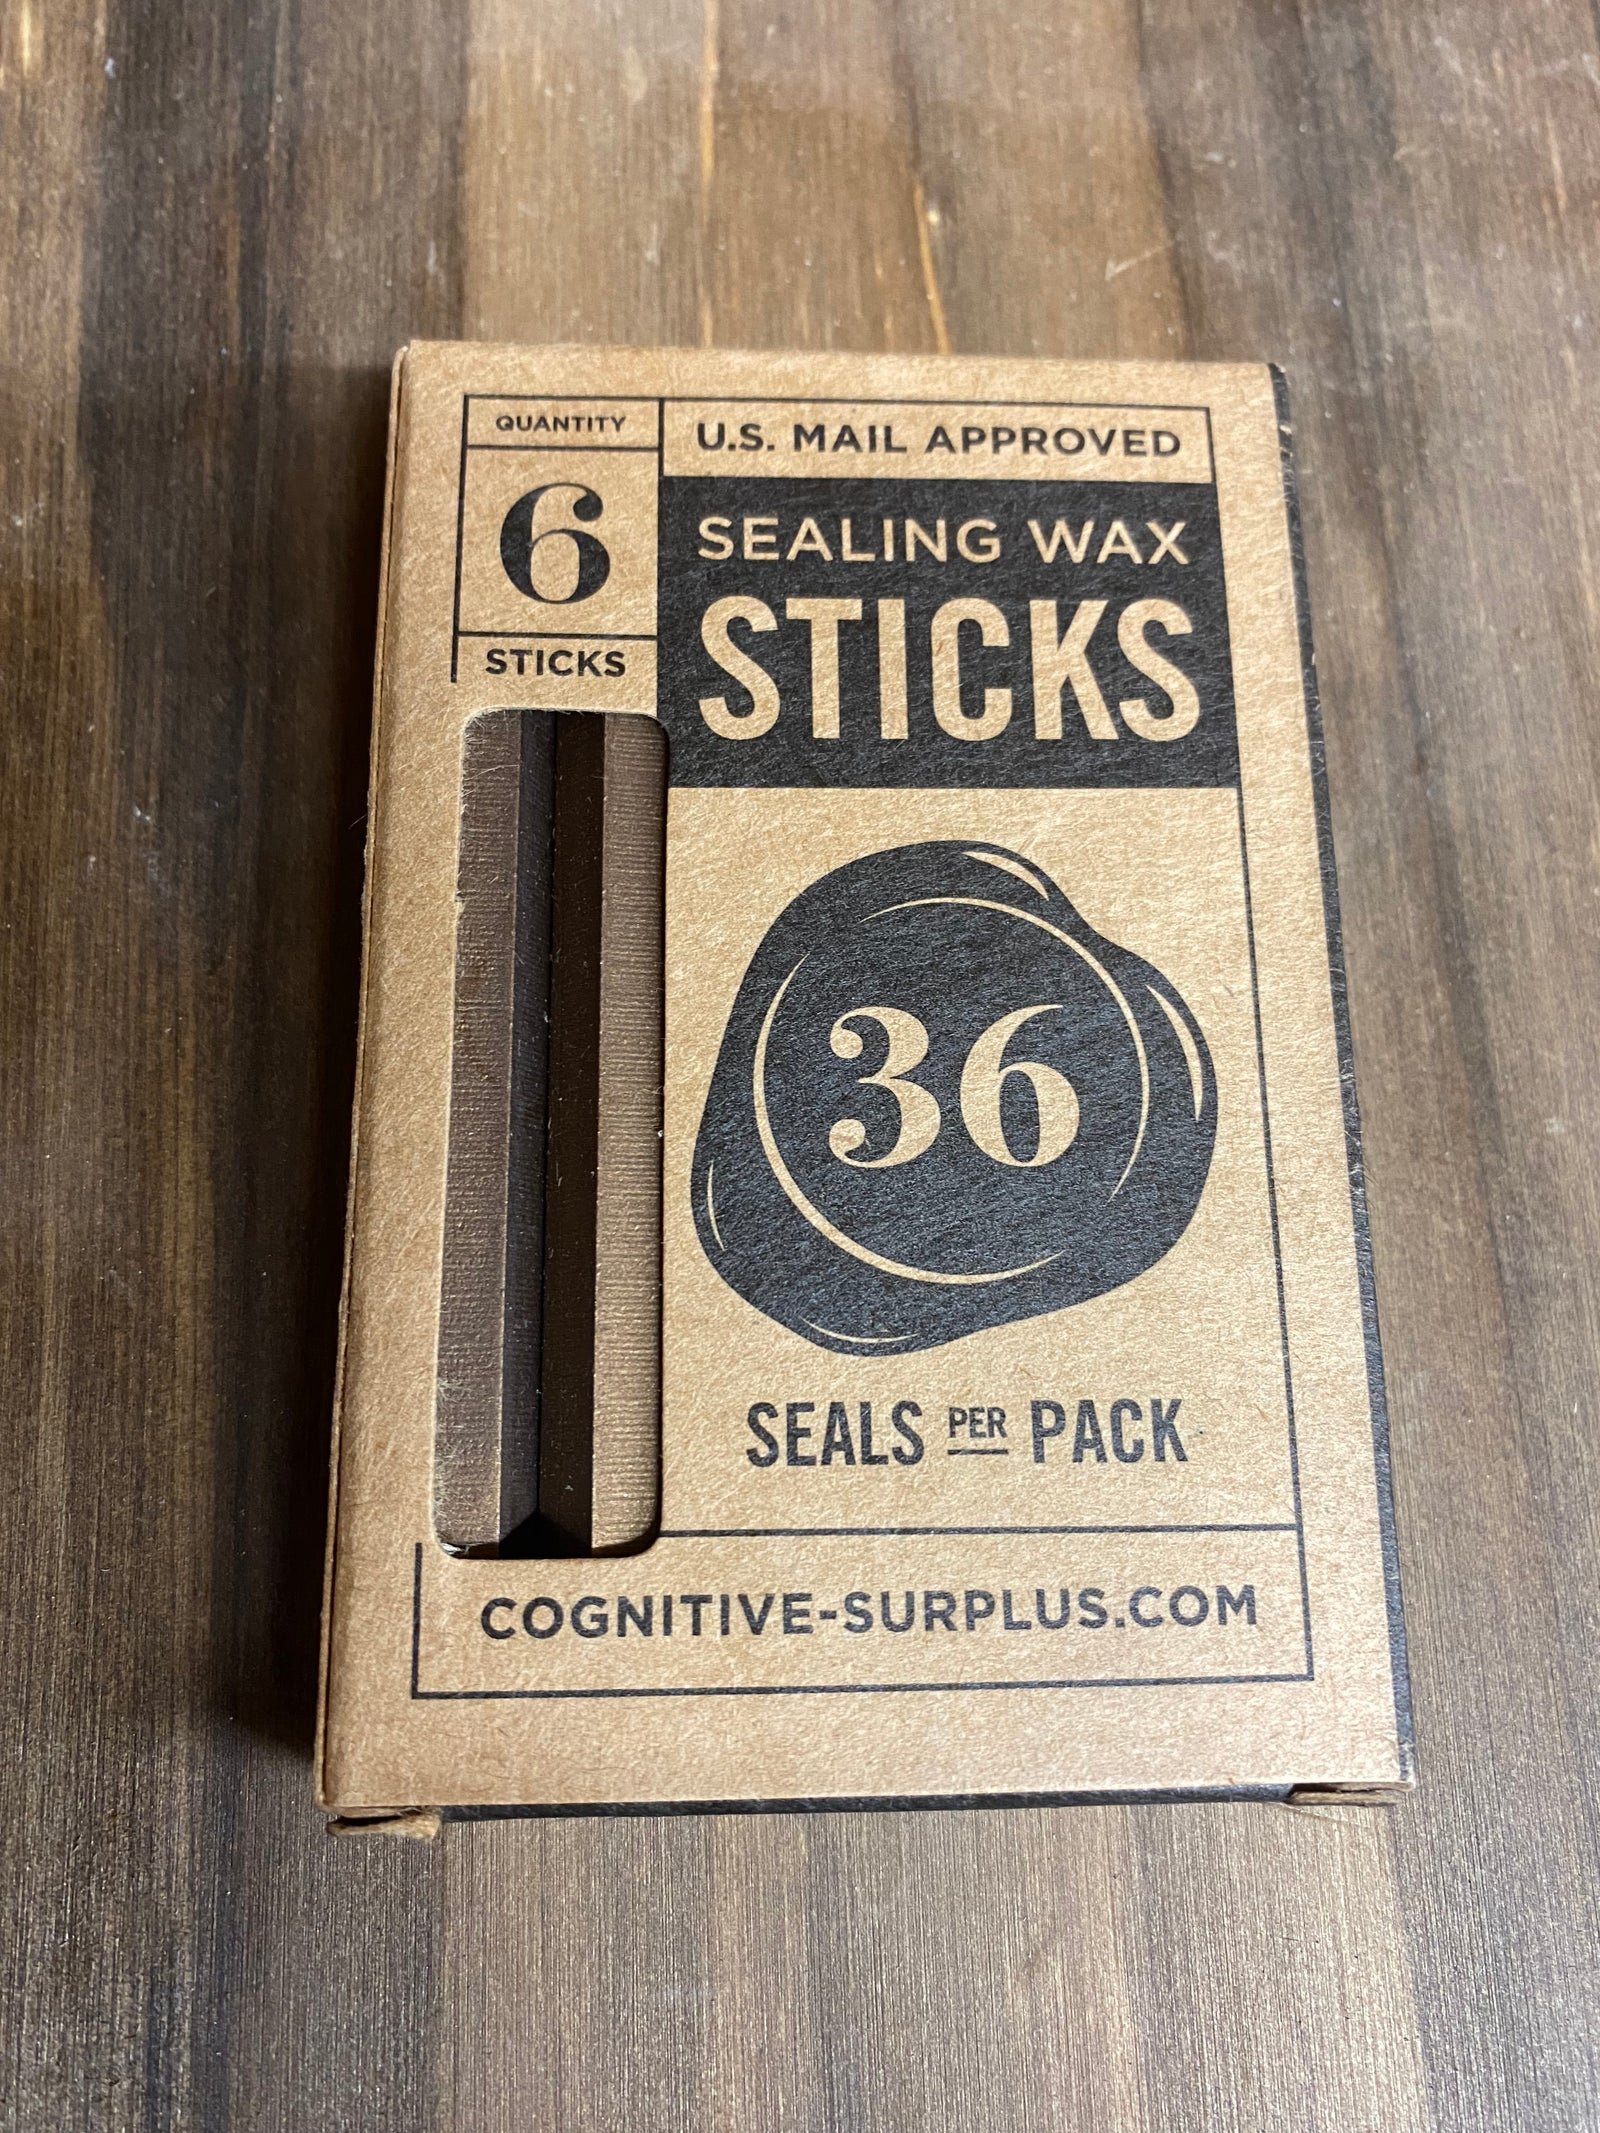 QUANTITY
6
STICKS
U.S. MAIL APPROVED
SEALING WAX
STICKS
36
SEALS PER PACK
COGNITIVE-SURPLUS.COM